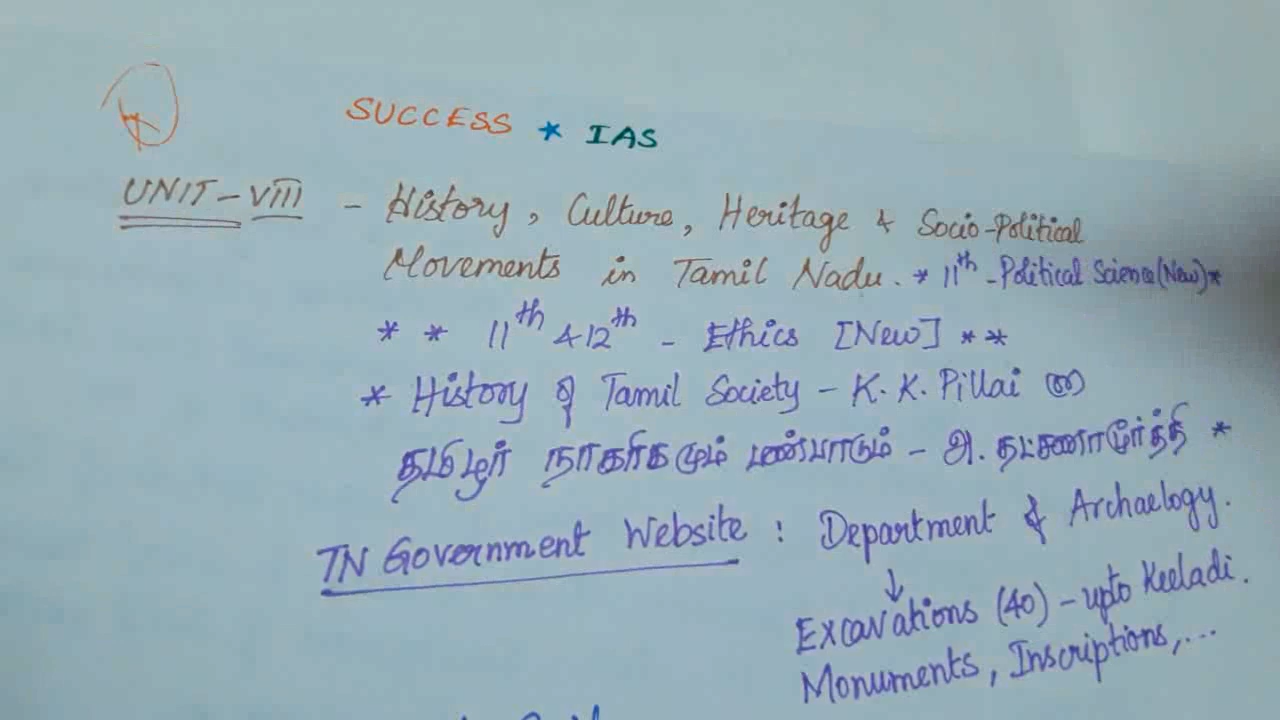 SUCCESS * IAS
UNIT-VIII - History, Culture, Heritage & Socio-Political
Movements in Tamil Nadu. * 11th - Political Science (New) *
* * 11th & 12th - Ethics [New] * *
* History of Tamil Society - K. K. Pillai (or)
தமிழர் நாகரிகமும் பண்பாடும் - அ. தட்சணாமூர்த்தி *
TN Government Website : Department of Archaelogy.
↓
Excavations (40) - upto Keeladi.
Monuments, Inscriptions, ...